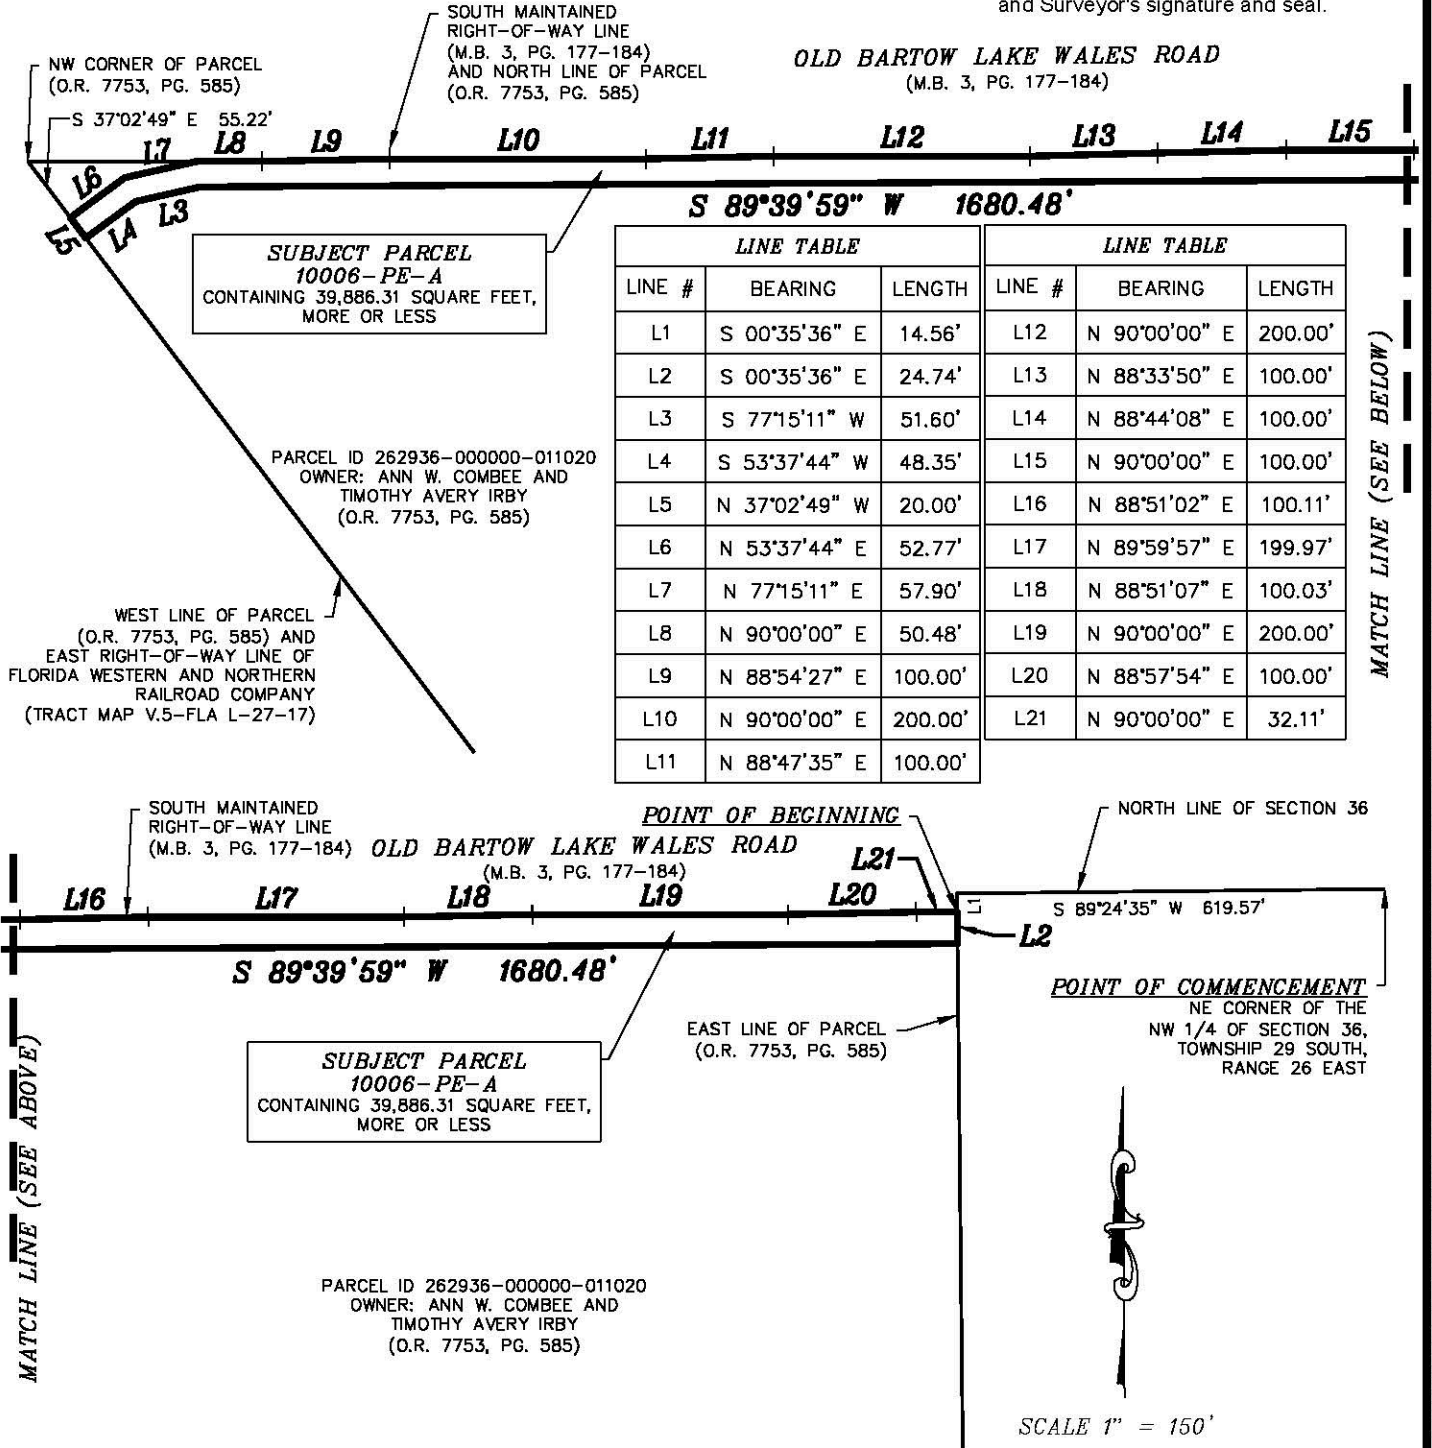 and Surveyor's signature and seal.
SOUTH MAINTAINED
RIGHT-OF-WAY LINE
(M.B. 3, PG. 177-184)
AND NORTH LINE OF PARCEL
(O.R. 7753, PG. 585)
OLD BARTOW LAKE WALES ROAD
(M.B. 3, PG. 177-184)
NW CORNER OF PARCEL
(O.R. 7753, PG. 585)
S 37°02'49" E 55.22'
L7 L8 L9 L10 L11 L12 L13 L14 L15
L6
L5 L4 L3
S 89°39'59" W 1680.48'
SUBJECT PARCEL
10006-PE-A
CONTAINING 39,886.31 SQUARE FEET,
MORE OR LESS
LINE TABLE
LINE # BEARING LENGTH
L1 S 00°35'36" E 14.56'
L2 S 00°35'36" E 24.74'
L3 S 77°15'11" W 51.60'
L4 S 53°37'44" W 48.35'
L5 N 37°02'49" W 20.00'
L6 N 53°37'44" E 52.77'
L7 N 77°15'11" E 57.90'
L8 N 90°00'00" E 50.48'
L9 N 88°54'27" E 100.00'
L10 N 90°00'00" E 200.00'
L11 N 88°47'35" E 100.00'
LINE TABLE
LINE # BEARING LENGTH
L12 N 90°00'00" E 200.00'
L13 N 88°33'50" E 100.00'
L14 N 88°44'08" E 100.00'
L15 N 90°00'00" E 100.00'
L16 N 88°51'02" E 100.11'
L17 N 89°59'57" E 199.97'
L18 N 88°51'07" E 100.03'
L19 N 90°00'00" E 200.00'
L20 N 88°57'54" E 100.00'
L21 N 90°00'00" E 32.11'
MATCH LINE (SEE BELOW)
PARCEL ID 262936-000000-011020
OWNER: ANN W. COMBEE AND
TIMOTHY AVERY IRBY
(O.R. 7753, PG. 585)
WEST LINE OF PARCEL
(O.R. 7753, PG. 585) AND
EAST RIGHT-OF-WAY LINE OF
FLORIDA WESTERN AND NORTHERN
RAILROAD COMPANY
(TRACT MAP V.5-FLA L-27-17)
SOUTH MAINTAINED
RIGHT-OF-WAY LINE
(M.B. 3, PG. 177-184)
OLD BARTOW LAKE WALES ROAD
(M.B. 3, PG. 177-184)
POINT OF BEGINNING
NORTH LINE OF SECTION 36
L16 L17 L18 L19 L20 L21
L1
S 89°24'35" W 619.57'
L2
S 89°39'59" W 1680.48'
POINT OF COMMENCEMENT
NE CORNER OF THE
NW 1/4 OF SECTION 36,
TOWNSHIP 29 SOUTH,
RANGE 26 EAST
EAST LINE OF PARCEL
(O.R. 7753, PG. 585)
SUBJECT PARCEL
10006-PE-A
CONTAINING 39,886.31 SQUARE FEET,
MORE OR LESS
MATCH LINE (SEE ABOVE)
PARCEL ID 262936-000000-011020
OWNER: ANN W. COMBEE AND
TIMOTHY AVERY IRBY
(O.R. 7753, PG. 585)
SCALE 1" = 150'